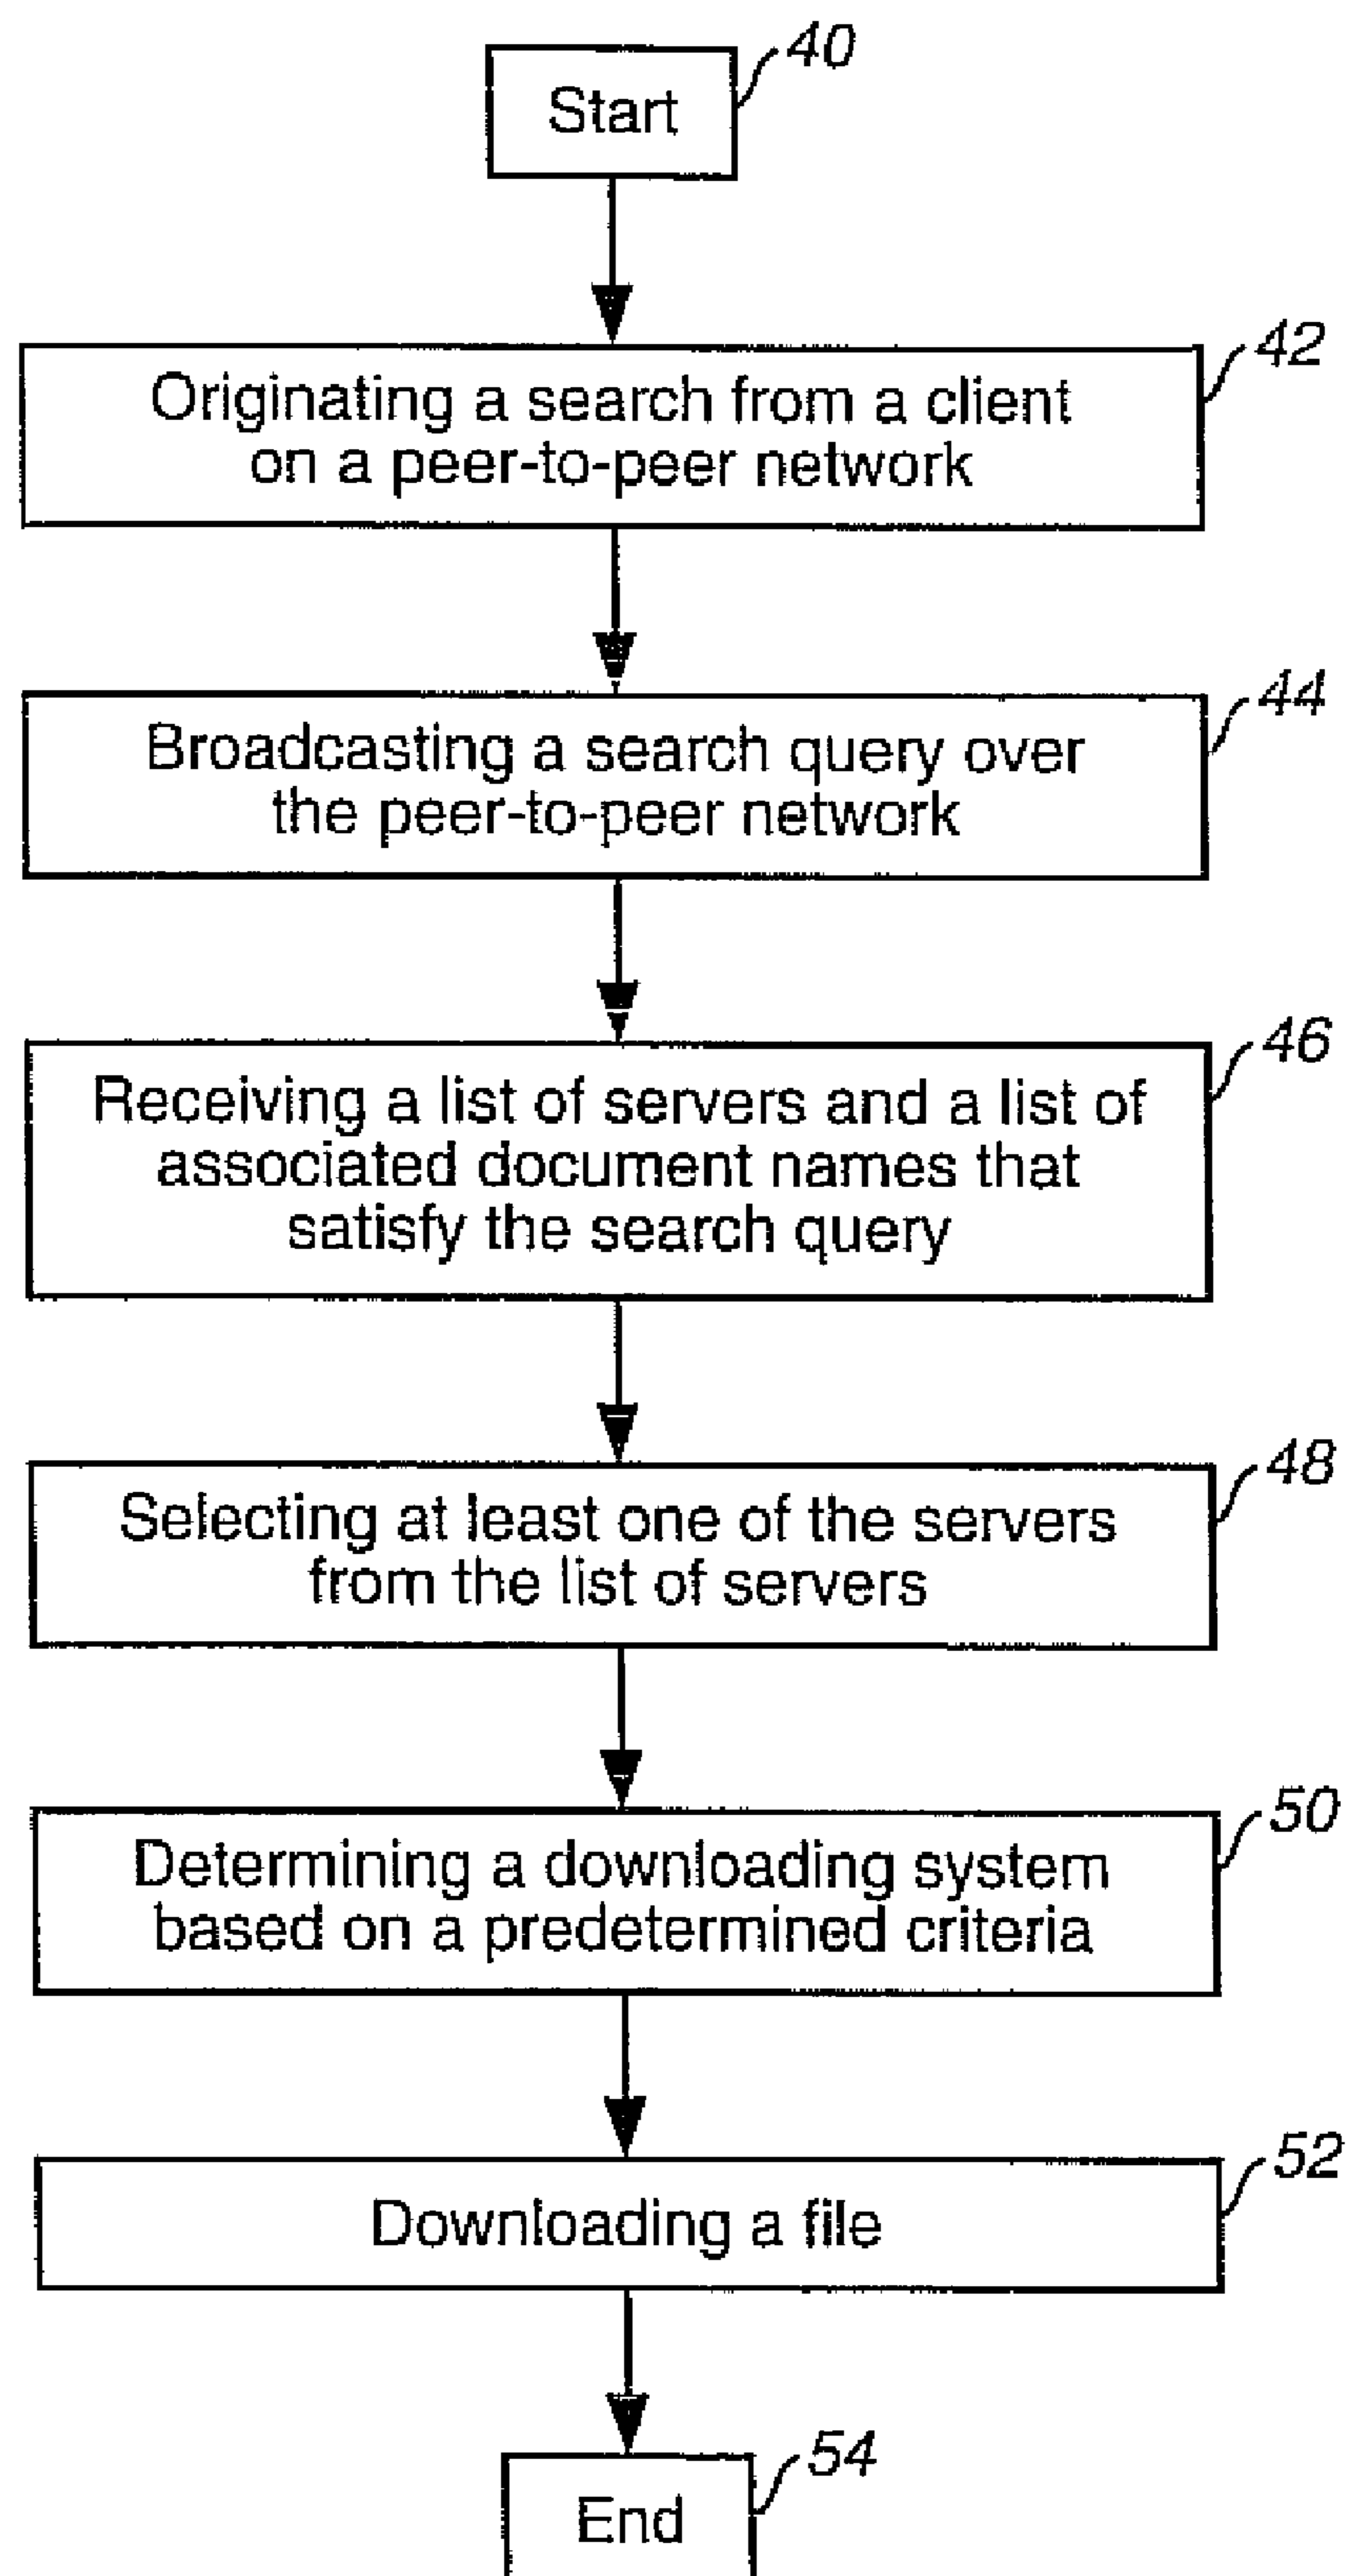 40
Start
42
Originating a search from a client
on a peer-to-peer network
44
Broadcasting a search query over
the peer-to-peer network
46
Receiving a list of servers and a list of
associated document names that
satisfy the search query
48
Selecting at least one of the servers
from the list of servers
50
Determining a downloading system
based on a predetermined criteria
52
Downloading a file
54
End